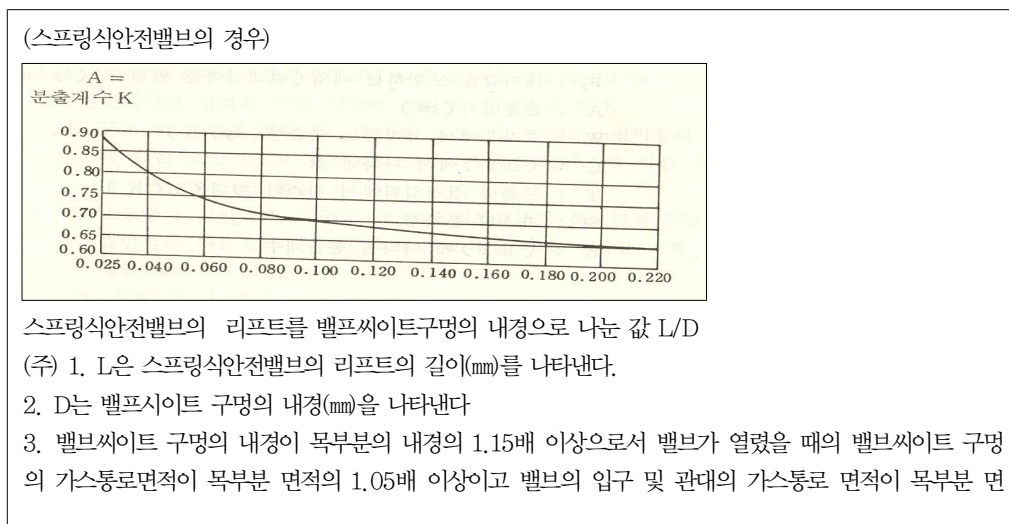 (스프링식안전밸브의 경우)
A =
분출계수 K
0.90
0.85
0.80
0.75
0.70
0.65
0.60
0.025 0.040 0.060 0.080 0.100 0.120 0.140 0.160 0.180 0.200 0.220
스프링식안전밸브의 리프트를 밸프씨이트구멍의 내경으로 나눈 값 L/D
(주) 1. L은 스프링식안전밸브의 리프트의 길이(㎜)를 나타낸다.
2. D는 밸프시이트 구멍의 내경(㎜)을 나타낸다
3. 밸브씨이트 구멍의 내경이 목부분의 내경의 1.15배 이상으로서 밸브가 열렸을 때의 밸브씨이트 구멍
의 가스통로면적이 목부분 면적의 1.05배 이상이고 밸브의 입구 및 관대의 가스통로 면적이 목부분 면